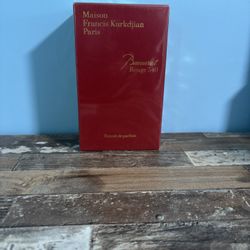 Maison
Francis Kurkdjian
Paris
Baccarat
Rouge 540
Extrait de parfum